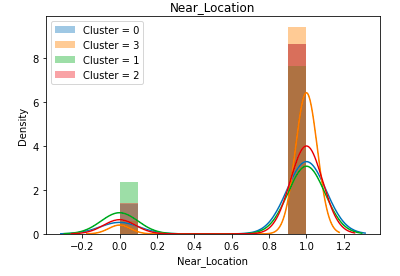 Near_Location
Cluster = 0
Cluster = 3
Cluster = 1
Cluster = 2
Density
8
6
4
2
0
−0.2 0.0 0.2 0.4 0.6 0.8 1.0 1.2
Near_Location